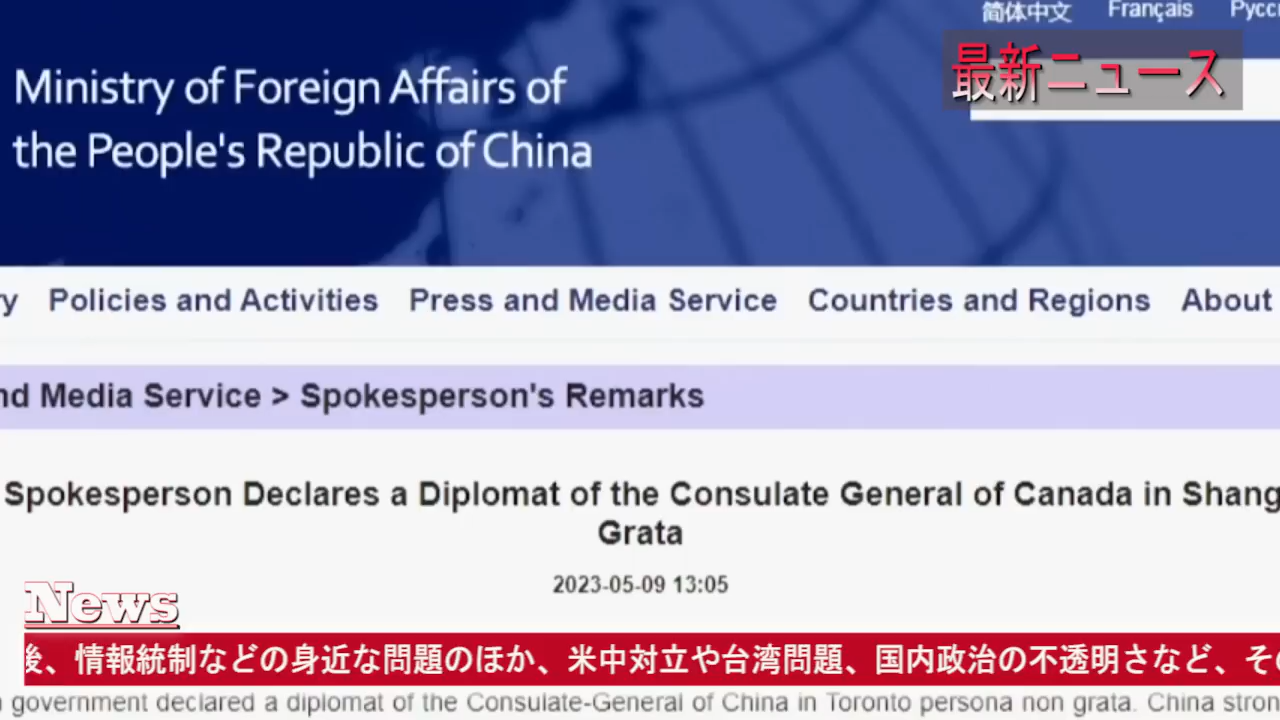 简体中文 Français
最新ニュース
Ministry of Foreign Affairs of
the People's Republic of China
Policies and Activities Press and Media Service Countries and Regions About
Media Service > Spokesperson's Remarks
Spokesperson Declares a Diplomat of the Consulate General of Canada in
Grata
2023-05-09 13:05
News
後、情報統制などの身近な問題のほか、米中対立や台湾問題、国内政治の不透明さなど、そ
government declared a diplomat of the Consulate-General of China in Toronto persona non grata. China